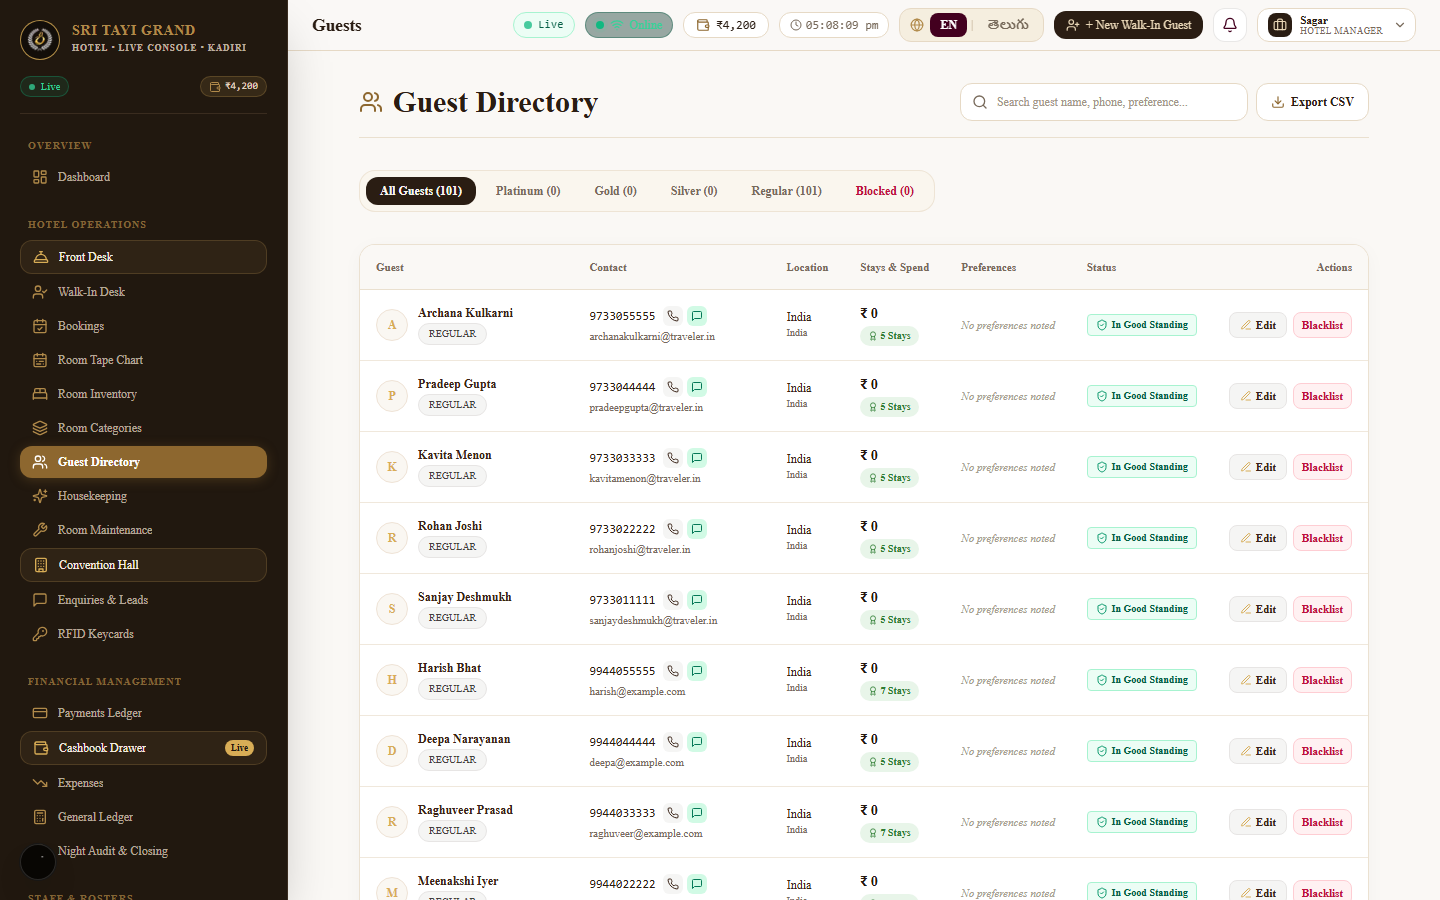 SRI TAYI GRAND
HOTEL • LIVE CONSOLE • KADIRI
Live
₹4,200
OVERVIEW
Dashboard
HOTEL OPERATIONS
Front Desk
Walk-In Desk
Bookings
Room Tape Chart
Room Inventory
Room Categories
Guest Directory
Housekeeping
Room Maintenance
Convention Hall
Enquiries & Leads
RFID Keycards
FINANCIAL MANAGEMENT
Payments Ledger
Cashbook Drawer Live
Expenses
General Ledger
Night Audit & Closing
STAFF & ROSTERS
Guests
Live
Online
₹4,200
05:08:09 pm
EN
తెలుగు
+ New Walk-In Guest
Sagar
HOTEL MANAGER
Guest Directory
Search guest name, phone, preference...
Export CSV
All Guests (101) Platinum (0) Gold (0) Silver (0) Regular (101) Blocked (0)
Guest Contact Location Stays & Spend Preferences Status Actions
A Archana Kulkarni REGULAR 9733055555 archanakulkarni@traveler.in India India ₹ 0 5 Stays No preferences noted In Good Standing Edit Blacklist
P Pradeep Gupta REGULAR 9733044444 pradeepgupta@traveler.in India India ₹ 0 5 Stays No preferences noted In Good Standing Edit Blacklist
K Kavita Menon REGULAR 9733033333 kavitamenon@traveler.in India India ₹ 0 5 Stays No preferences noted In Good Standing Edit Blacklist
R Rohan Joshi REGULAR 9733022222 rohanjoshi@traveler.in India India ₹ 0 5 Stays No preferences noted In Good Standing Edit Blacklist
S Sanjay Deshmukh REGULAR 9733011111 sanjaydeshmukh@traveler.in India India ₹ 0 5 Stays No preferences noted In Good Standing Edit Blacklist
H Harish Bhat REGULAR 9944055555 harish@example.com India India ₹ 0 7 Stays No preferences noted In Good Standing Edit Blacklist
D Deepa Narayanan REGULAR 9944044444 deepa@example.com India India ₹ 0 5 Stays No preferences noted In Good Standing Edit Blacklist
R Raghuveer Prasad REGULAR 9944033333 raghuveer@example.com India India ₹ 0 7 Stays No preferences noted In Good Standing Edit Blacklist
M Meenakshi Iyer REGULAR 9944022222 India India ₹ 0 No preferences noted In Good Standing Edit Blacklist